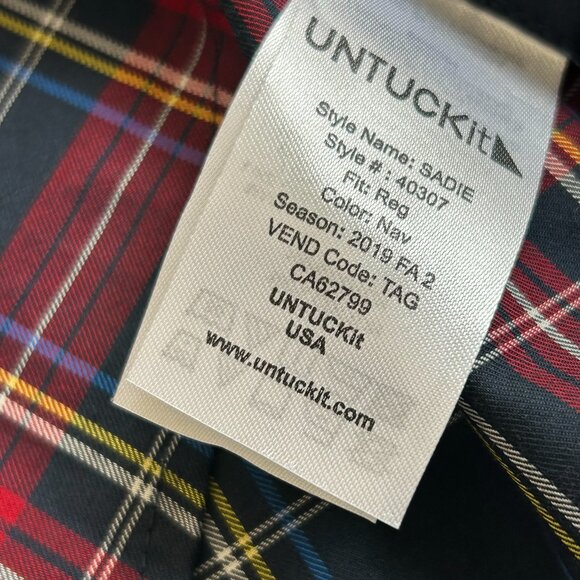 UNTUCKit
Style Name: SADIE
Style # : 40307
Fit: Reg
Color: Nav
Season: 2019 FA 2
VEND Code: TAG
CA62799
UNTUCKit
USA
www.untuckit.com